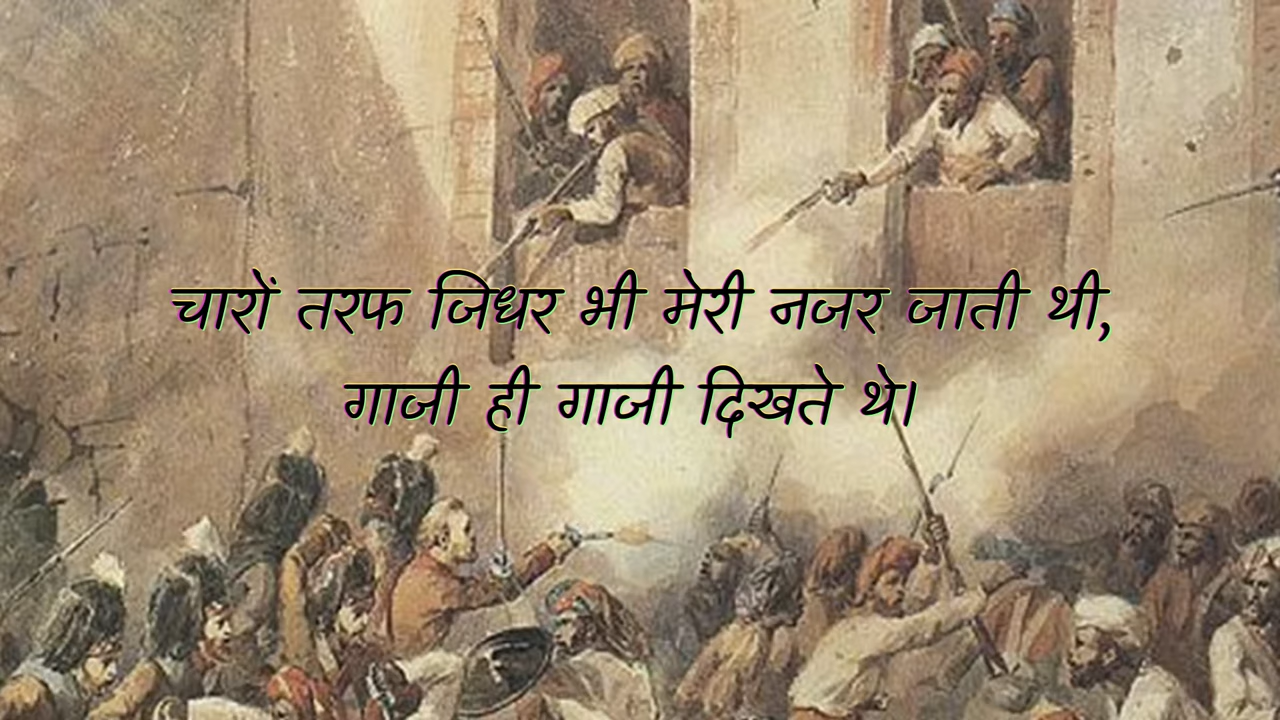 चारों तरफ जिधर भी मेरी नजर जाती थी,
गाजी ही गाजी दिखते थे।